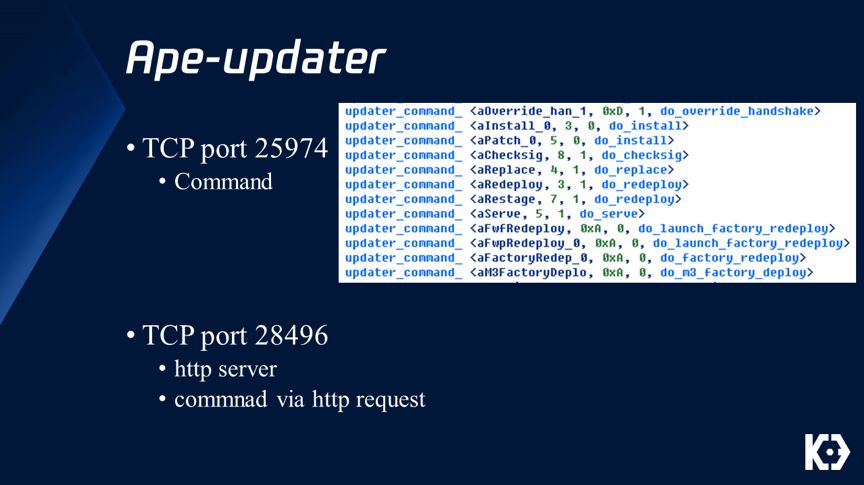 Ape-updater
• TCP port 25974
• Command
updater_command_ <aOverride_han_1, 0xD, 1, do_override_handshake>
updater_command_ <aInstall_0, 3, 0, do_install>
updater_command_ <aPatch_0, 5, 0, do_install>
updater_command_ <aChecksig, 8, 1, do_checksig>
updater_command_ <aReplace, 4, 1, do_replace>
updater_command_ <aRedeploy, 3, 1, do_redeploy>
updater_command_ <aRestage, 7, 1, do_redeploy>
updater_command_ <aServe, 5, 1, do_serve>
updater_command_ <aFwfRedeploy, 0xA, 0, do_launch_factory_redeploy>
updater_command_ <aFwpRedeploy_0, 0xA, 0, do_launch_factory_redeploy>
updater_command_ <aFactoryRedep_0, 0xA, 0, do_factory_redeploy>
updater_command_ <aM3FactoryDeplo, 0xA, 0, do_m3_factory_deploy>
• TCP port 28496
• http server
• commnad via http request